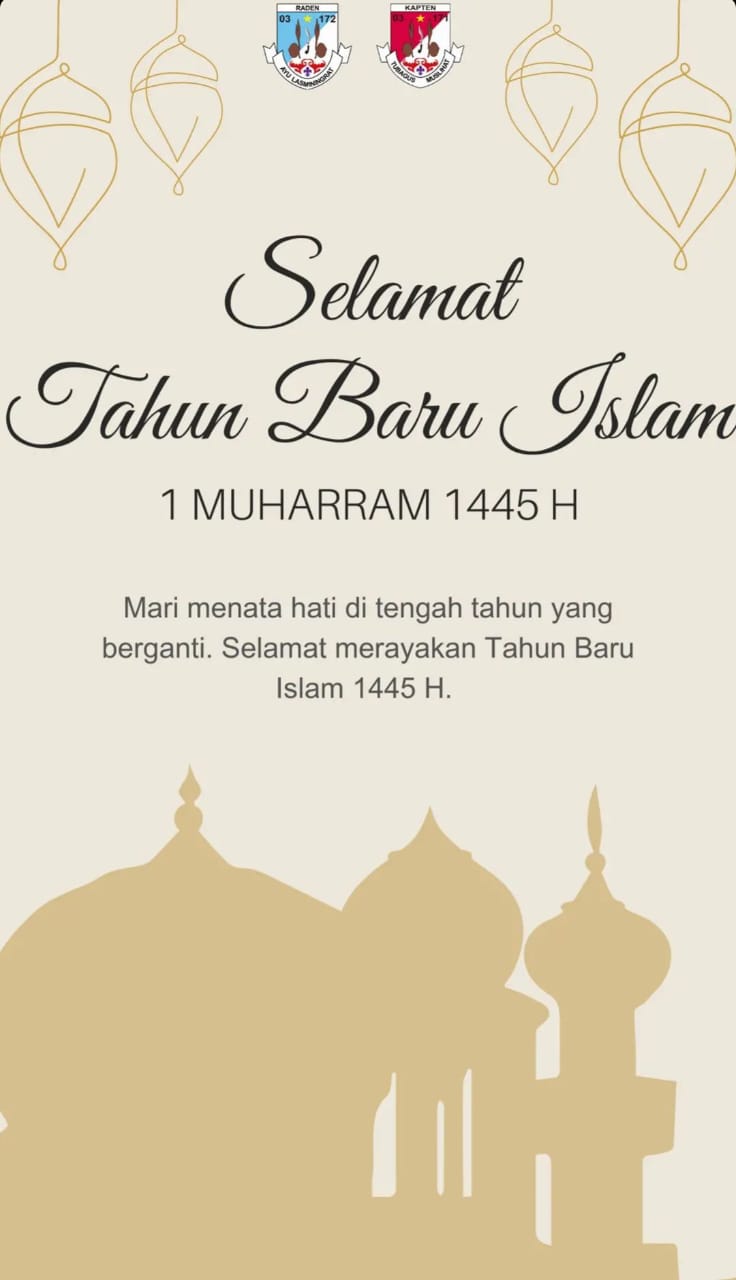 RADEN
03 172
AYU LASMININGRAT
KAPTEN
03 171
TUBAGUS MUSLIHAT
Selamat
Tahun Baru Islam
1 MUHARRAM 1445 H
Mari menata hati di tengah tahun yang
berganti. Selamat merayakan Tahun Baru
Islam 1445 H.